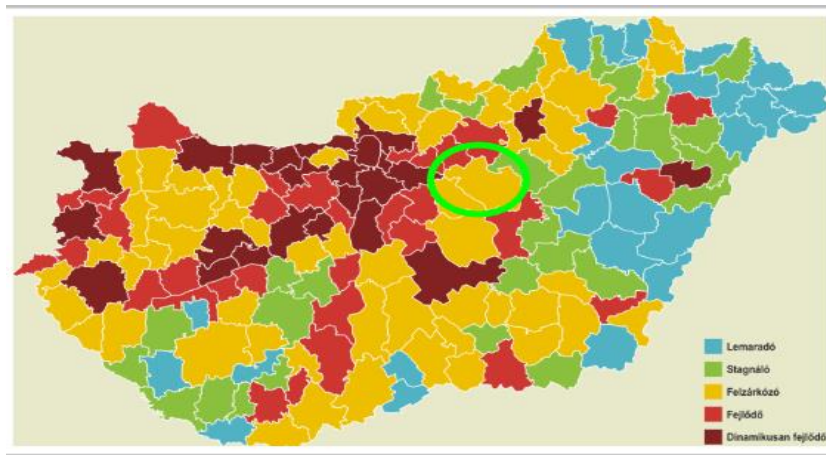 Lemaradó
Stagnáló
Felzárkózó
Fejlődő
Dinamikusan fejlődő